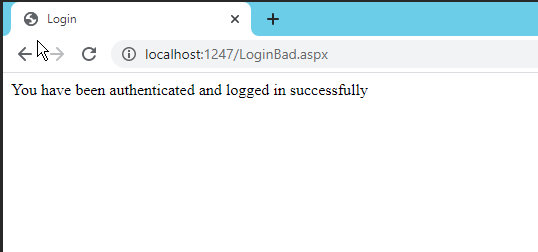 Login
localhost:1247/LoginBad.aspx
You have been authenticated and logged in successfully